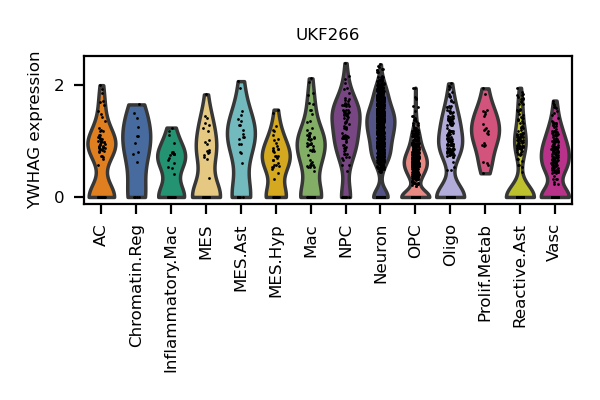 UKF266
YWHAG expression
2
0
AC
Chromatin.Reg
Inflammatory.Mac
MES
MES.Ast
MES.Hyp
Mac
NPC
Neuron
OPC
Oligo
Prolif.Metab
Reactive.Ast
Vasc